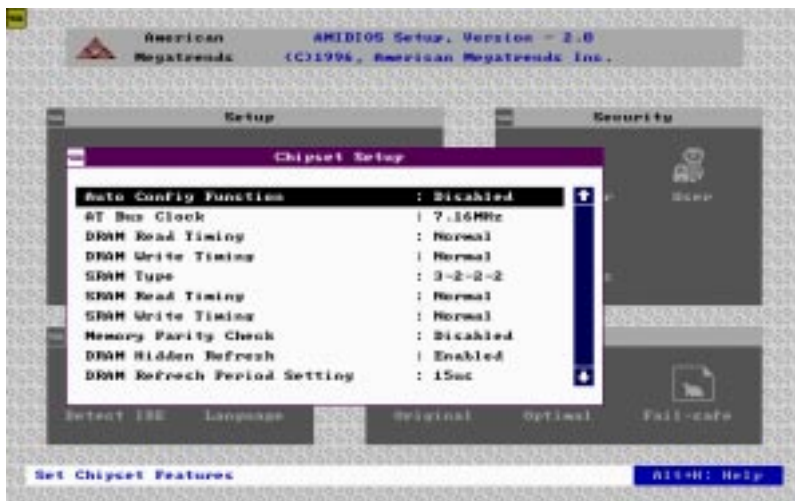 American
Megatrends
AMIBIOS Setup, Version - 2.0
(C)1996, American Megatrends Inc.
Setup
Security
Chipset Setup
Auto Config Function : Disabled
AT Bus Clock : 7.16MHz
DRAM Read Timing : Normal
DRAM Write Timing : Normal
SRAM Type : 3-2-2-2
SRAM Read Timing : Normal
SRAM Write Timing : Normal
Memory Parity Check : Disabled
DRAM Hidden Refresh : Enabled
DRAM Refresh Period Setting : 15us
User
Detect IDE
Language
Original
Optimal
Fail-safe
Set Chipset Features
Alt+H: Help